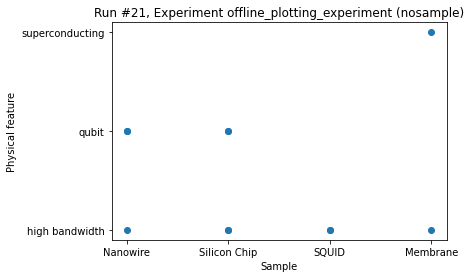 Run #21, Experiment offline_plotting_experiment (nosample)
superconducting
Physical feature
qubit
high bandwidth
Nanowire Silicon Chip SQUID Membrane
Sample